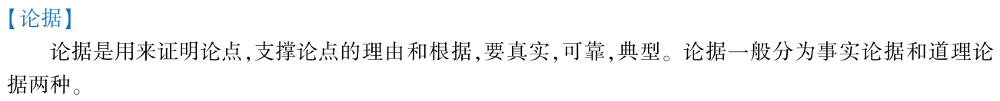 【论据】
论据是用来证明论点,支撑论点的理由和根据,要真实,可靠,典型。论据一般分为事实论据和道理论
据两种。